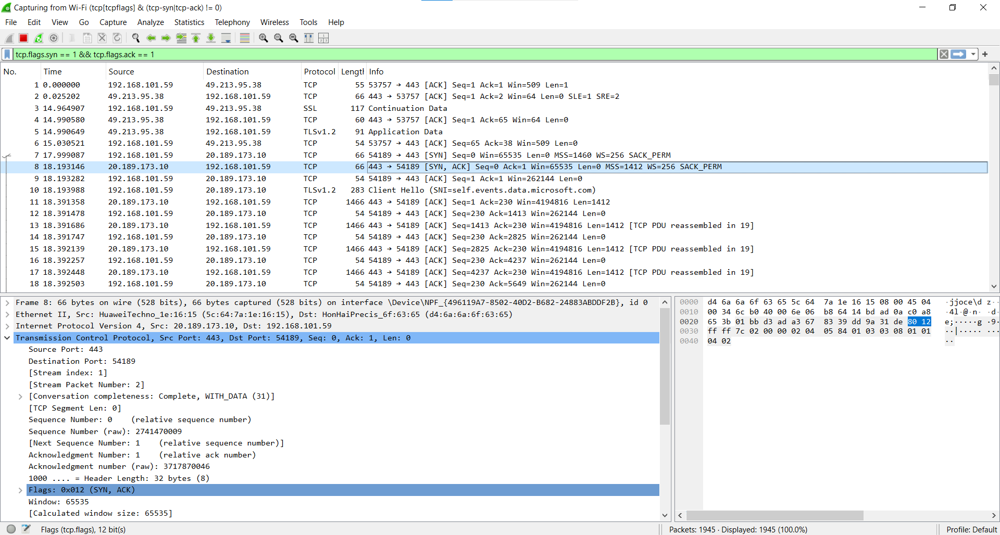 Capturing from Wi-Fi (tcp[tcpflags] & (tcp-syn|tcp-ack) != 0)
File Edit View Go Capture Analyze Statistics Telephony Wireless Tools Help
tcp.flags.syn == 1 && tcp.flags.ack == 1
No. Time Source Destination Protocol Length Info
1 0.000000 192.168.101.59 49.213.95.38 TCP 55 53757 → 443 [ACK] Seq=1 Ack=1 Win=509 Len=1
2 0.025202 49.213.95.38 192.168.101.59 TCP 66 443 → 53757 [ACK] Seq=1 Ack=2 Win=64 Len=0 SLE=1 SRE=2
3 14.964907 192.168.101.59 49.213.95.38 SSL 117 Continuation Data
4 14.990580 49.213.95.38 192.168.101.59 TCP 60 443 → 53757 [ACK] Seq=1 Ack=65 Win=64 Len=0
5 14.990649 49.213.95.38 192.168.101.59 TLSv1.2 91 Application Data
6 15.030521 192.168.101.59 49.213.95.38 TCP 54 53757 → 443 [ACK] Seq=65 Ack=38 Win=509 Len=0
7 17.999087 192.168.101.59 20.189.173.10 TCP 66 54189 → 443 [SYN] Seq=0 Win=65535 Len=0 MSS=1460 WS=256 SACK_PERM
8 18.193146 20.189.173.10 192.168.101.59 TCP 66 443 → 54189 [SYN, ACK] Seq=0 Ack=1 Win=65535 Len=0 MSS=1412 WS=256 SACK_PERM
9 18.193282 192.168.101.59 20.189.173.10 TCP 54 54189 → 443 [ACK] Seq=1 Ack=1 Win=262144 Len=0
10 18.193988 192.168.101.59 20.189.173.10 TLSv1.2 283 Client Hello (SNI=self.events.data.microsoft.com)
11 18.391358 20.189.173.10 192.168.101.59 TCP 1466 443 → 54189 [ACK] Seq=1 Ack=230 Win=4194816 Len=1412
12 18.391478 192.168.101.59 20.189.173.10 TCP 54 54189 → 443 [ACK] Seq=230 Ack=1413 Win=262144 Len=0
13 18.391686 20.189.173.10 192.168.101.59 TCP 1466 443 → 54189 [ACK] Seq=1413 Ack=230 Win=4194816 Len=1412 [TCP PDU reassembled in 19]
14 18.391747 192.168.101.59 20.189.173.10 TCP 54 54189 → 443 [ACK] Seq=230 Ack=2825 Win=262144 Len=0
15 18.392139 20.189.173.10 192.168.101.59 TCP 1466 443 → 54189 [ACK] Seq=2825 Ack=230 Win=4194816 Len=1412 [TCP PDU reassembled in 19]
16 18.392257 192.168.101.59 20.189.173.10 TCP 54 54189 → 443 [ACK] Seq=230 Ack=4237 Win=262144 Len=0
17 18.392448 20.189.173.10 192.168.101.59 TCP 1466 443 → 54189 [ACK] Seq=4237 Ack=230 Win=4194816 Len=1412 [TCP PDU reassembled in 19]
18 18.392503 192.168.101.59 20.189.173.10 TCP 54 54189 → 443 [ACK] Seq=230 Ack=5649 Win=262144 Len=0
Frame 8: 66 bytes on wire (528 bits), 66 bytes captured (528 bits) on interface \Device\NPF_{496119A7-8502-40D2-B682-24883ABDDF2B}, id 0
Ethernet II, Src: HuaweiTechno_1e:16:15 (5c:64:7a:1e:16:15), Dst: HonHaiPrecis_6f:63:65 (d4:6a:6a:6f:63:65)
Internet Protocol Version 4, Src: 20.189.173.10, Dst: 192.168.101.59
Transmission Control Protocol, Src Port: 443, Dst Port: 54189, Seq: 0, Ack: 1, Len: 0
Source Port: 443
Destination Port: 54189
[Stream index: 1]
[Stream Packet Number: 2]
[Conversation completeness: Complete, WITH_DATA (31)]
[TCP Segment Len: 0]
Sequence Number: 0 (relative sequence number)
Sequence Number (raw): 2741470009
[Next Sequence Number: 1 (relative sequence number)]
Acknowledgment Number: 1 (relative ack number)
Acknowledgment number (raw): 3717870046
1000 .... = Header Length: 32 bytes (8)
Flags: 0x012 (SYN, ACK)
Window: 65535
[Calculated window size: 65535]
0000 d4 6a 6a 6f 63 65 5c 64 7a 1e 16 15 08 00 45 04 ·jjoce\d z··
0010 00 34 6c b0 40 00 6e 06 b8 64 14 bd ad 0a c0 a8 ·4l·@·n· ·d·
0020 65 3b 01 bb d3 ad a3 67 83 39 dd 9a 31 de 80 12 e;·····g ·9·
0030 ff ff 7c 02 00 00 02 04 05 84 01 03 03 08 01 01 ··|····· ···
0040 04 02 ··
Flags (tcp.flags), 12 bit(s)
Packets: 1945 · Displayed: 1945 (100.0%)
Profile: Default